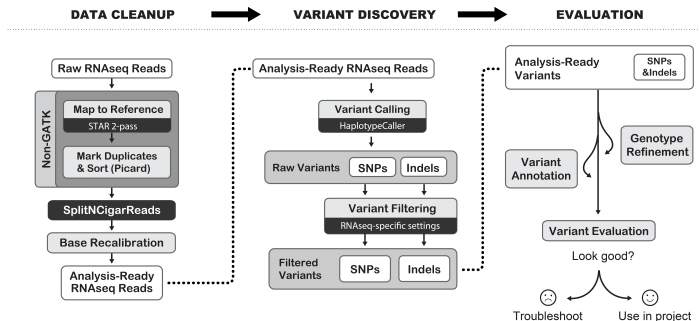 DATA CLEANUP
VARIANT DISCOVERY
EVALUATION
Raw RNAseq Reads
Non-GATK
Map to Reference
STAR 2-pass
Mark Duplicates
& Sort (Picard)
SplitNCigarReads
Base Recalibration
Analysis-Ready
RNAseq Reads
Analysis-Ready RNAseq Reads
Variant Calling
HaplotypeCaller
Raw Variants
SNPs
Indels
Variant Filtering
RNAseq-specific settings
Filtered
Variants
SNPs
Indels
Analysis-Ready
Variants
SNPs
&Indels
Genotype
Refinement
Variant
Annotation
Variant Evaluation
Look good?
Troubleshoot
Use in project